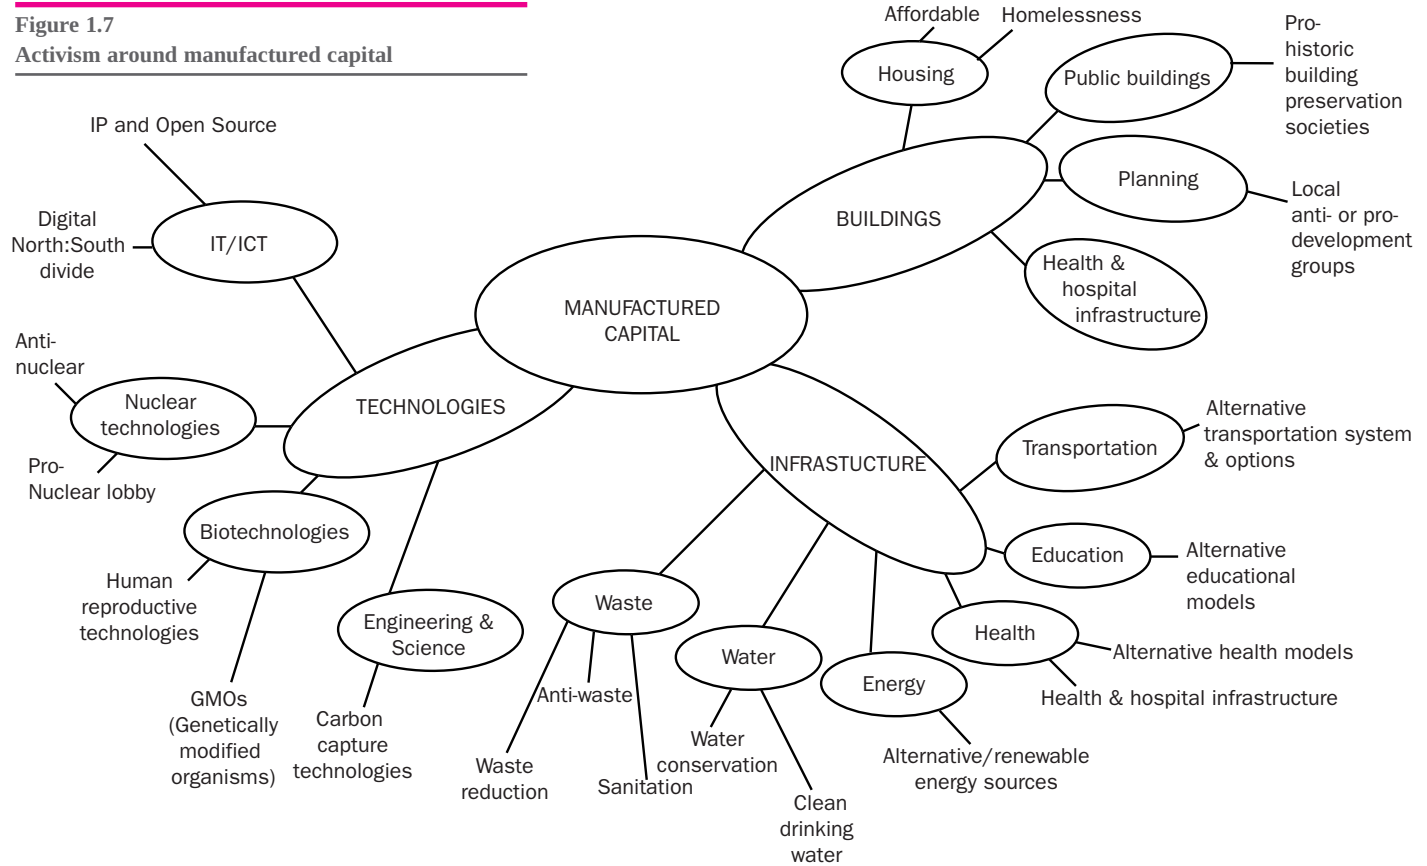 Figure 1.7
Activism around manufactured capital
Affordable
Homelessness
Housing
Public buildings
Pro-
historic
building
preservation
societies
Planning
Local
anti- or pro-
development
groups
BUILDINGS
Health &
hospital
infrastructure
IP and Open Source
Digital
North:South
divide
IT/ICT
MANUFACTURED
CAPITAL
Anti-
nuclear
Nuclear
technologies
Pro-
Nuclear lobby
TECHNOLOGIES
Biotechnologies
Human
reproductive
technologies
GMOs
(Genetically
modified
organisms)
Engineering &
Science
Carbon
capture
technologies
INFRASTUCTURE
Transportation
Alternative
transportation system
& options
Education
Alternative
educational
models
Health
Alternative health models
Health & hospital infrastructure
Energy
Alternative/renewable
energy sources
Water
Water
conservation
Clean
drinking
water
Waste
Anti-waste
Waste
reduction
Sanitation